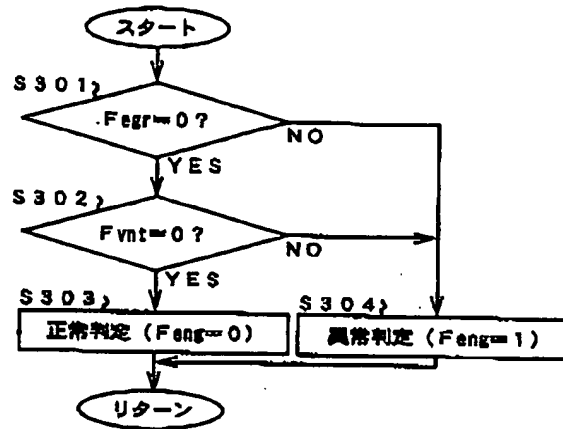 スタート
S301
Fegr=0?
NO
YES
S302
Fvnt=0?
NO
YES
S303
S304
正常判定（Feng=0）
異常判定（Feng=1）
リターン